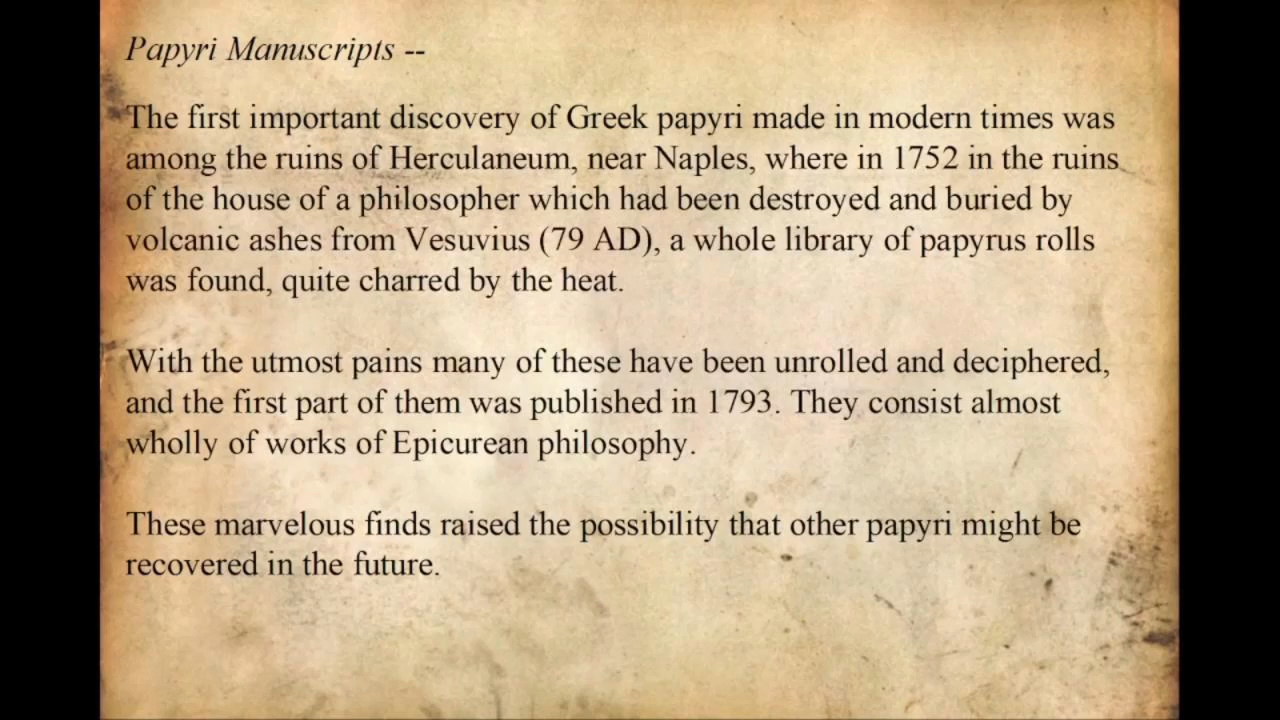 Papyri Manuscripts --
The first important discovery of Greek papyri made in modern times was
among the ruins of Herculaneum, near Naples, where in 1752 in the ruins
of the house of a philosopher which had been destroyed and buried by
volcanic ashes from Vesuvius (79 AD), a whole library of papyrus rolls
was found, quite charred by the heat.
With the utmost pains many of these have been unrolled and deciphered,
and the first part of them was published in 1793. They consist almost
wholly of works of Epicurean philosophy.
These marvelous finds raised the possibility that other papyri might be
recovered in the future.